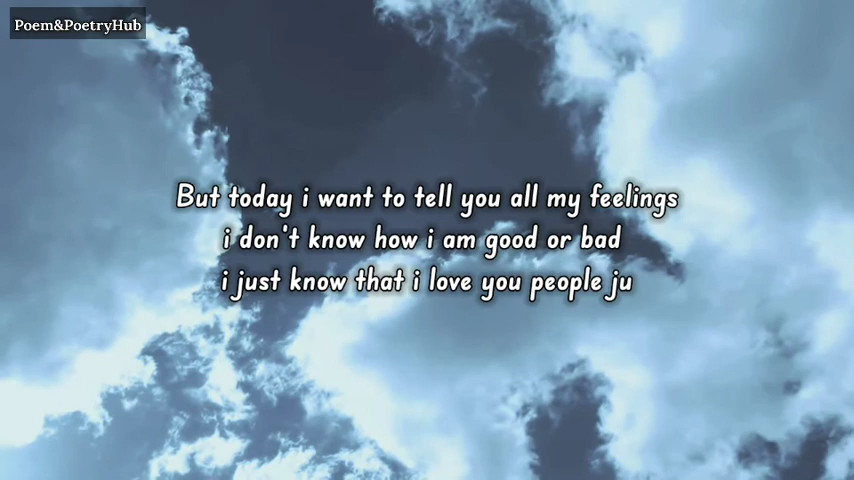 Poem&PoetryHub
But today i want to tell you all my feelings
i don't know how i am good or bad
i just know that i love you people ju